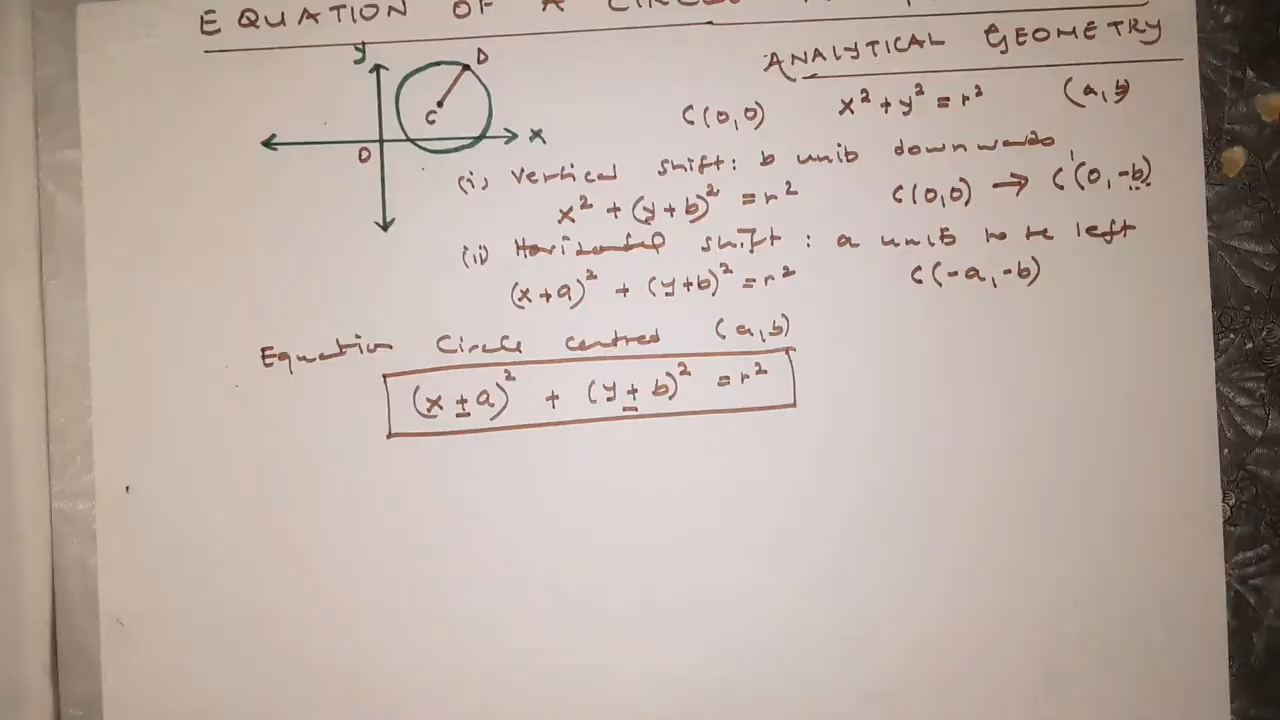 EQUATION OF A
ANALYTICAL GEOMETRY
y
D
C
x
O
C(0,0) x² + y² = r² (a,b)
(i) Vertical shift: b units downwards
x² + (y+b)² = r² C(0,0) → C'(0,-b)
(ii) Horizontal shift: a units to the left
(x+a)² + (y+b)² = r² C(-a,-b)
Equation Circle centred (a,b)
(x ± a)² + (y ± b)² = r²